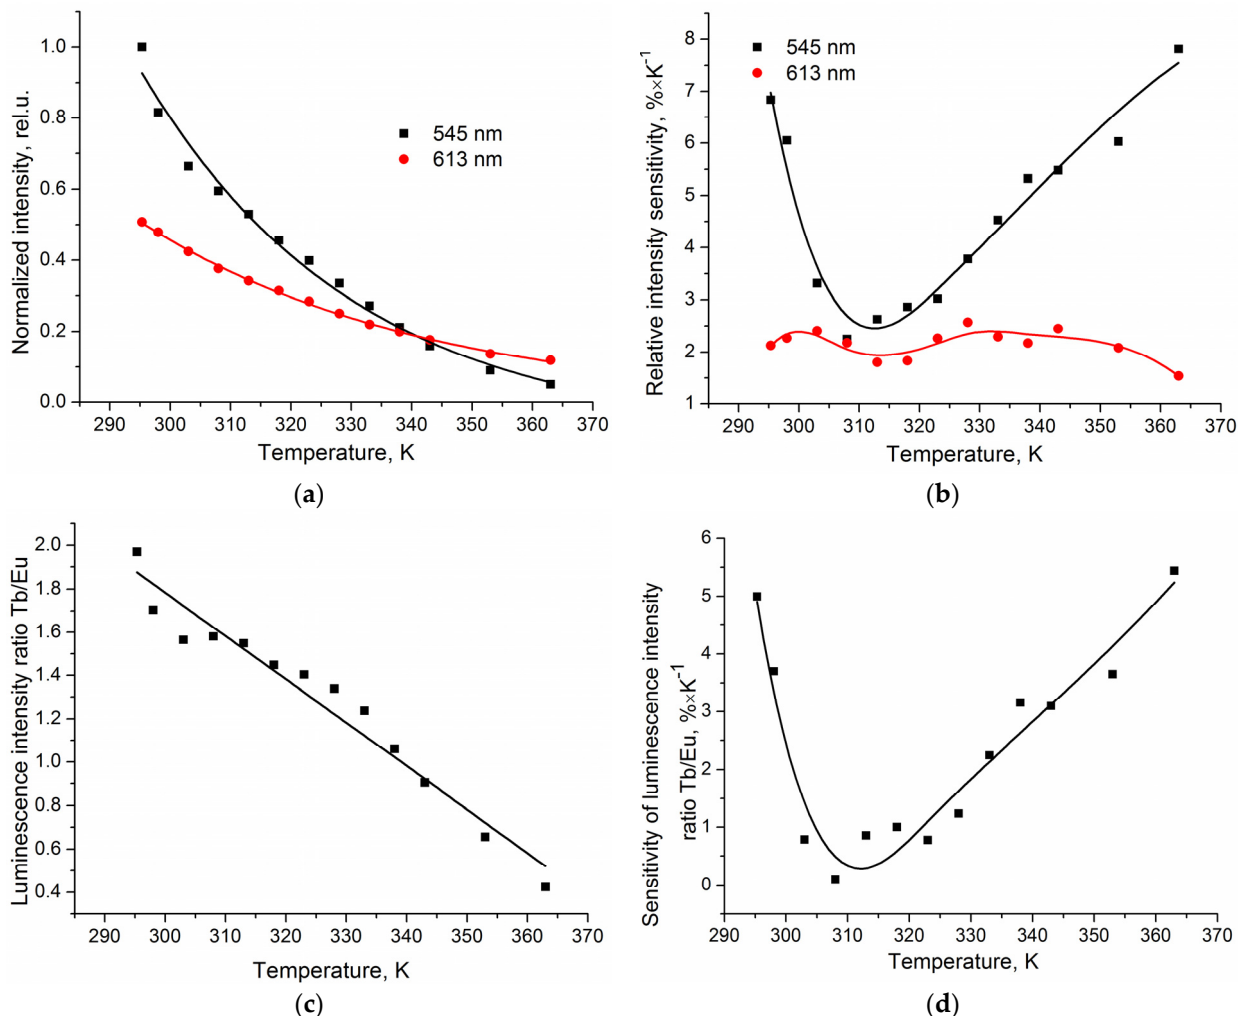 Normalized intensity, rel.u.
1.0
0.8
0.6
0.4
0.2
0.0
545 nm
613 nm
290 300 310 320 330 340 350 360 370
Temperature, K
(a)
Relative intensity sensitivity, %×K⁻¹
8
7
6
5
4
3
2
1
545 nm
613 nm
290 300 310 320 330 340 350 360 370
Temperature, K
(b)
Luminescence intensity ratio Tb/Eu
2.0
1.8
1.6
1.4
1.2
1.0
0.8
0.6
0.4
290 300 310 320 330 340 350 360 370
Temperature, K
(c)
Sensitivity of luminescence intensity
ratio Tb/Eu, %×K⁻¹
6
5
4
3
2
1
0
290 300 310 320 330 340 350 360 370
Temperature, K
(d)